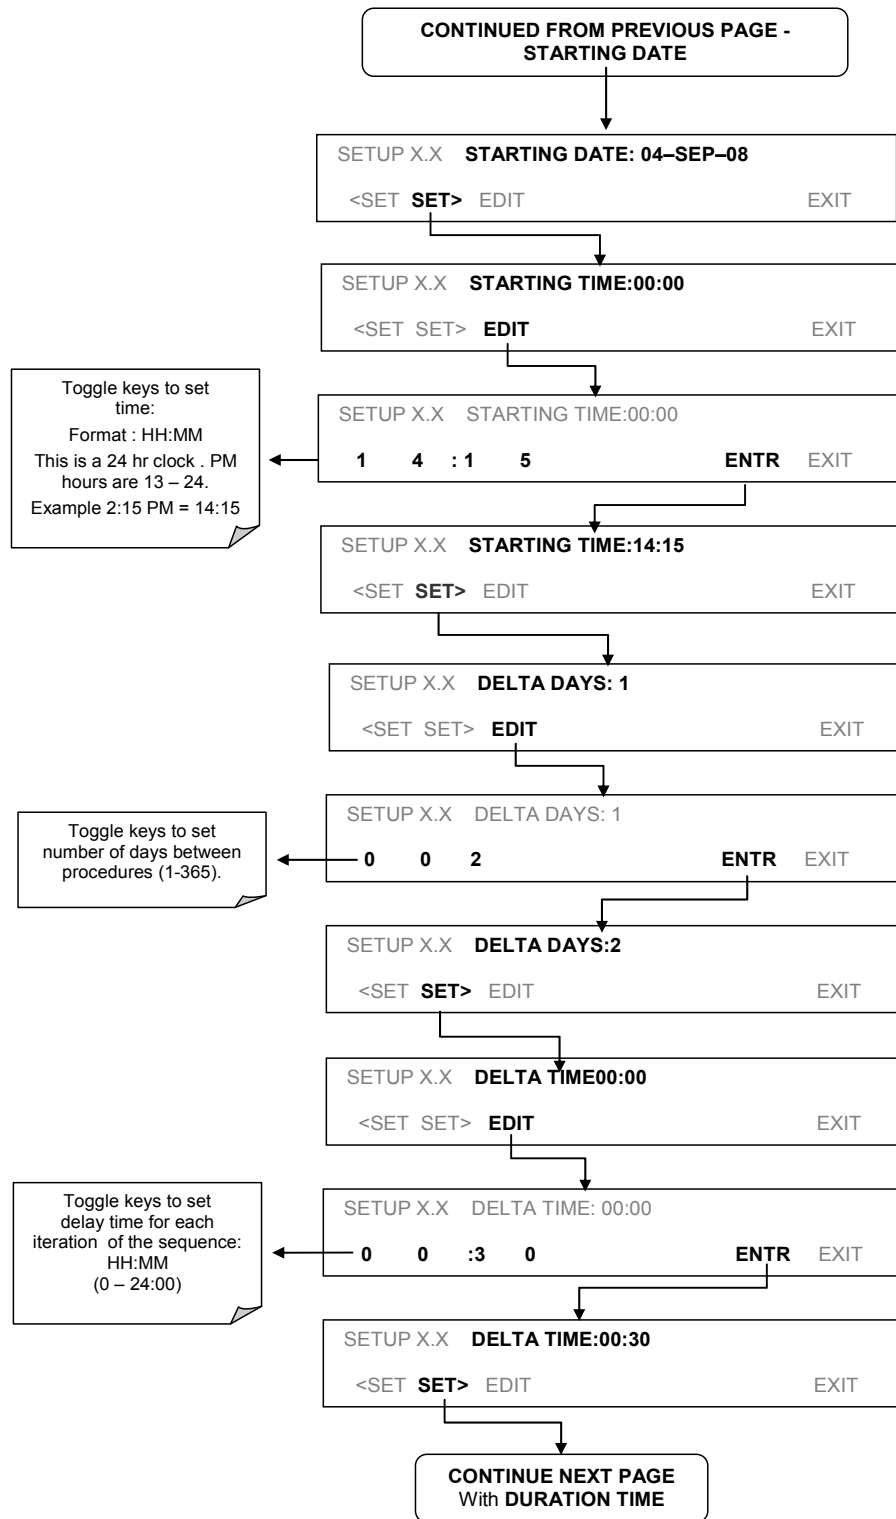 CONTINUED FROM PREVIOUS PAGE -
STARTING DATE
SETUP X.X STARTING DATE: 04–SEP–08
<SET SET> EDIT EXIT
SETUP X.X STARTING TIME:00:00
<SET SET> EDIT EXIT
Toggle keys to set
time:
Format : HH:MM
This is a 24 hr clock . PM
hours are 13 – 24.
Example 2:15 PM = 14:15
SETUP X.X STARTING TIME:00:00
1 4 : 1 5 ENTR EXIT
SETUP X.X STARTING TIME:14:15
<SET SET> EDIT EXIT
SETUP X.X DELTA DAYS: 1
<SET SET> EDIT EXIT
Toggle keys to set
number of days between
procedures (1-365).
SETUP X.X DELTA DAYS: 1
0 0 2 ENTR EXIT
SETUP X.X DELTA DAYS:2
<SET SET> EDIT EXIT
SETUP X.X DELTA TIME00:00
<SET SET> EDIT EXIT
Toggle keys to set
delay time for each
iteration of the sequence:
HH:MM
(0 – 24:00)
SETUP X.X DELTA TIME: 00:00
0 0 :3 0 ENTR EXIT
SETUP X.X DELTA TIME:00:30
<SET SET> EDIT EXIT
CONTINUE NEXT PAGE
With DURATION TIME